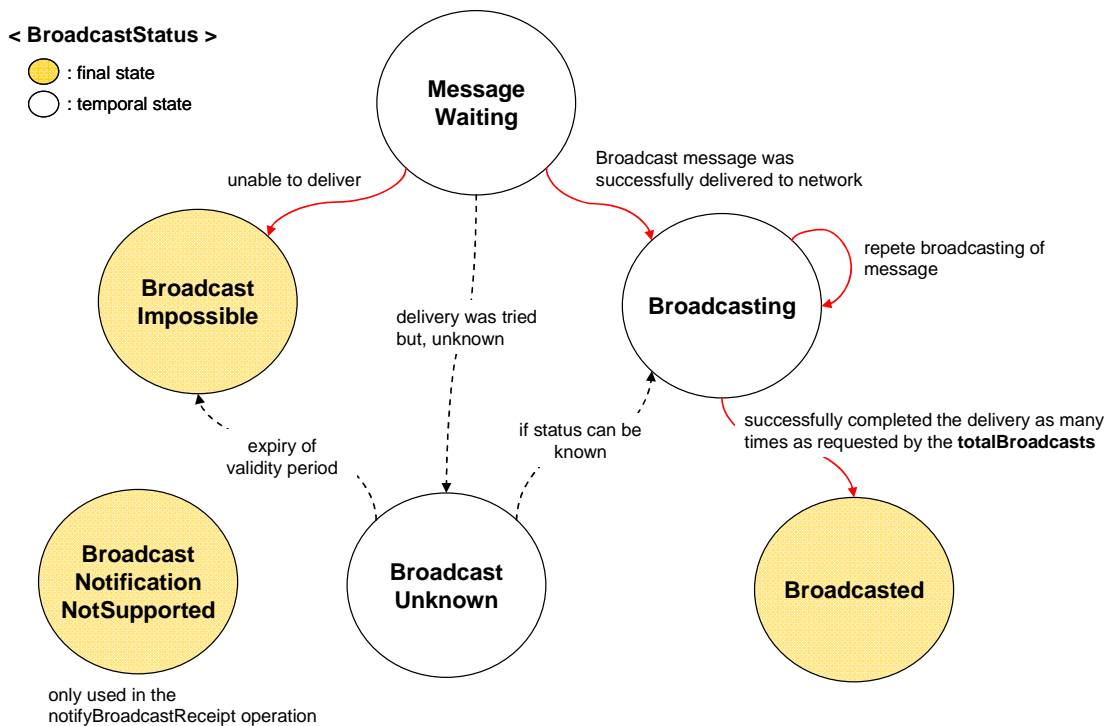 < BroadcastStatus >
: final state
: temporal state
Message
Waiting
unable to deliver
Broadcast message was
successfully delivered to network
repete broadcasting of
message
Broadcast
Impossible
Broadcasting
delivery was tried
but, unknown
successfully completed the delivery as many
times as requested by the totalBroadcasts
if status can be
known
expiry of
validity period
Broadcast
Notification
NotSupported
Broadcast
Unknown
Broadcasted
only used in the
notifyBroadcastReceipt operation